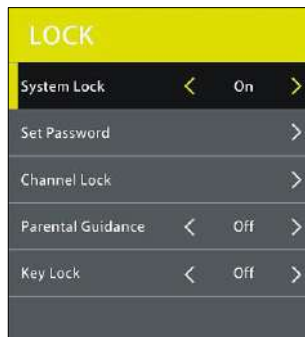 LOCK
System Lock < On >
Set Password >
Channel Lock >
Parental Guidance < Off >
Key Lock < Off >